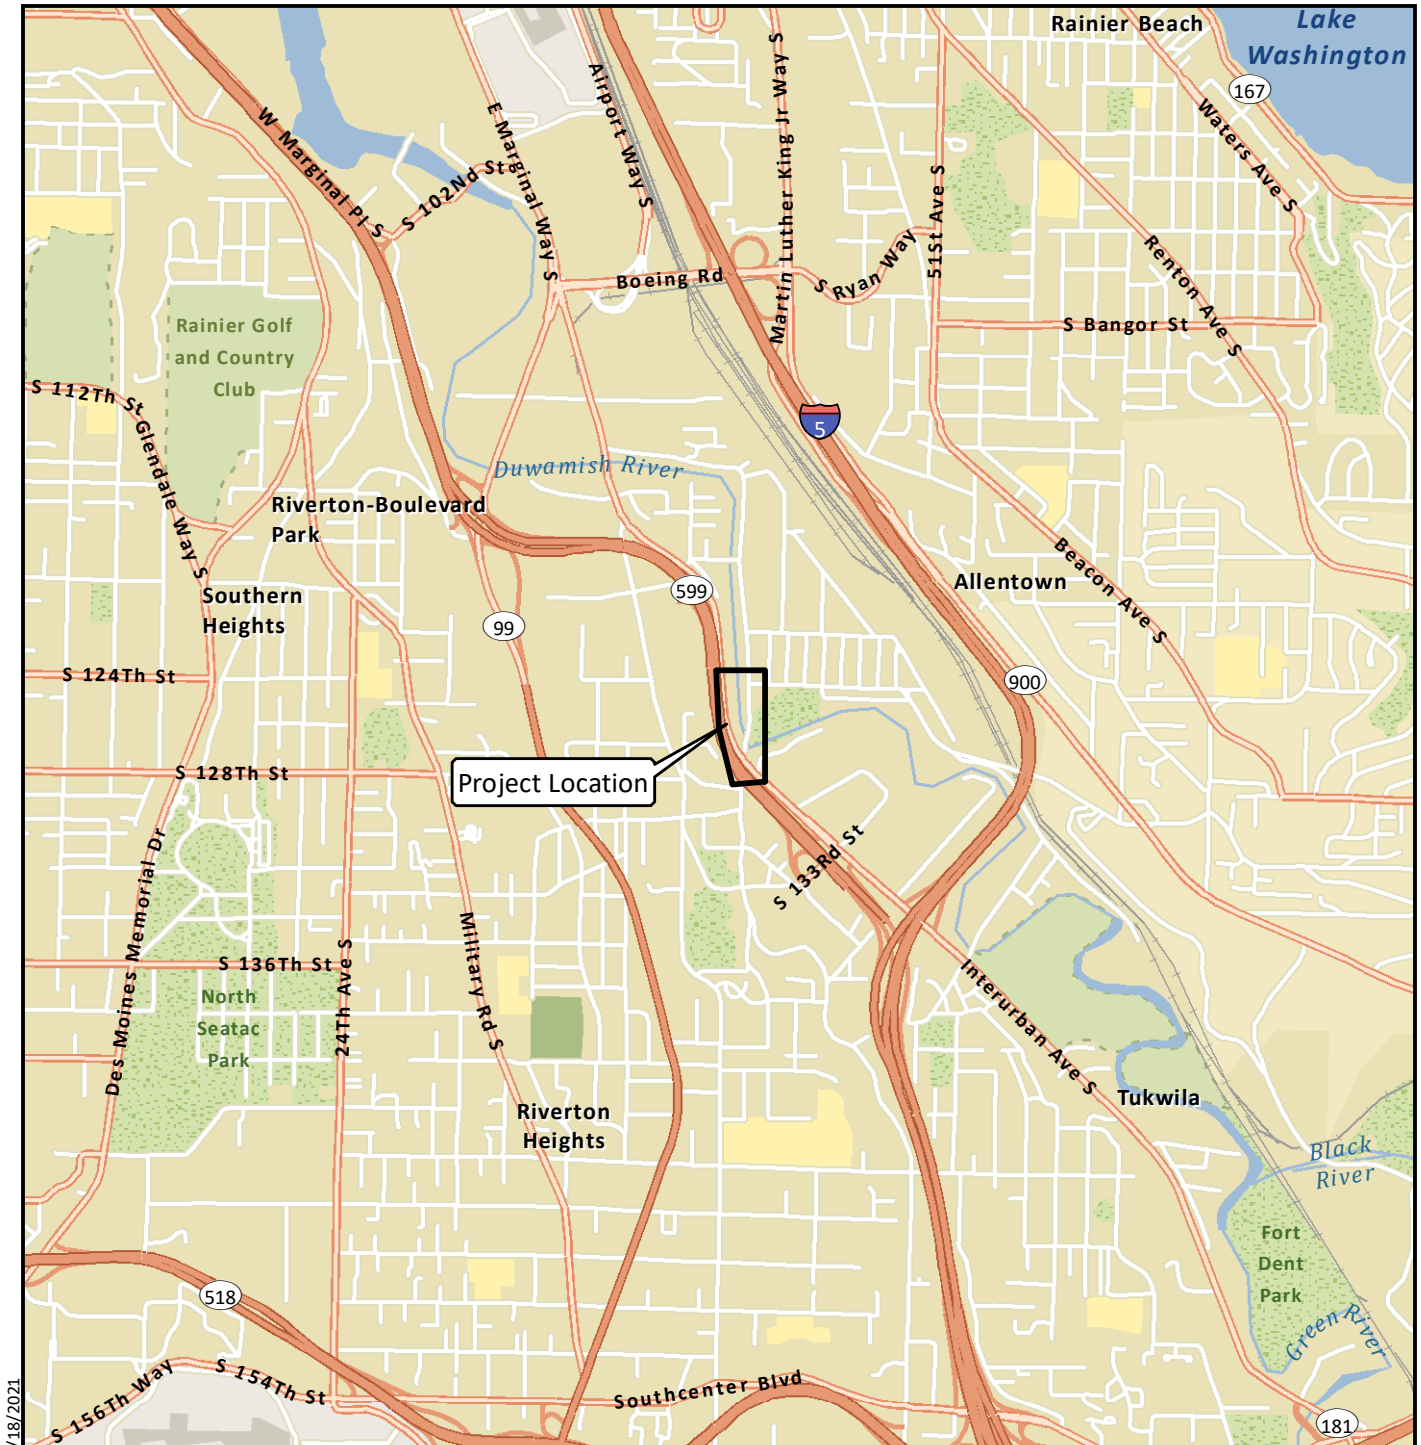 Lake
Washington
Rainier Beach
167
Waters Ave S
W Marginal Pl S
S 102Nd St
E Marginal Way S
Airport Way S
Martin Luther King Jr Way S
51St Ave S
Renton Ave S
Boeing Rd
S Ryan Way
S Bangor St
Rainier Golf
and Country
Club
S 112Th St
Glendale Way S
5
Duwamish River
Riverton-Boulevard
Park
Southern
Heights
599
99
Allentown
Beacon Ave S
S 124Th St
900
Project Location
S 128Th St
S 133Rd St
Des Moines Memorial Dr
24Th Ave S
Military Rd S
S 136Th St
North
Seatac
Park
Interurban Ave S
Tukwila
Riverton
Heights
Black
River
Fort
Dent
Park
Green River
518
S 156Th Way
S 154Th St
Southcenter Blvd
181
/18/2021